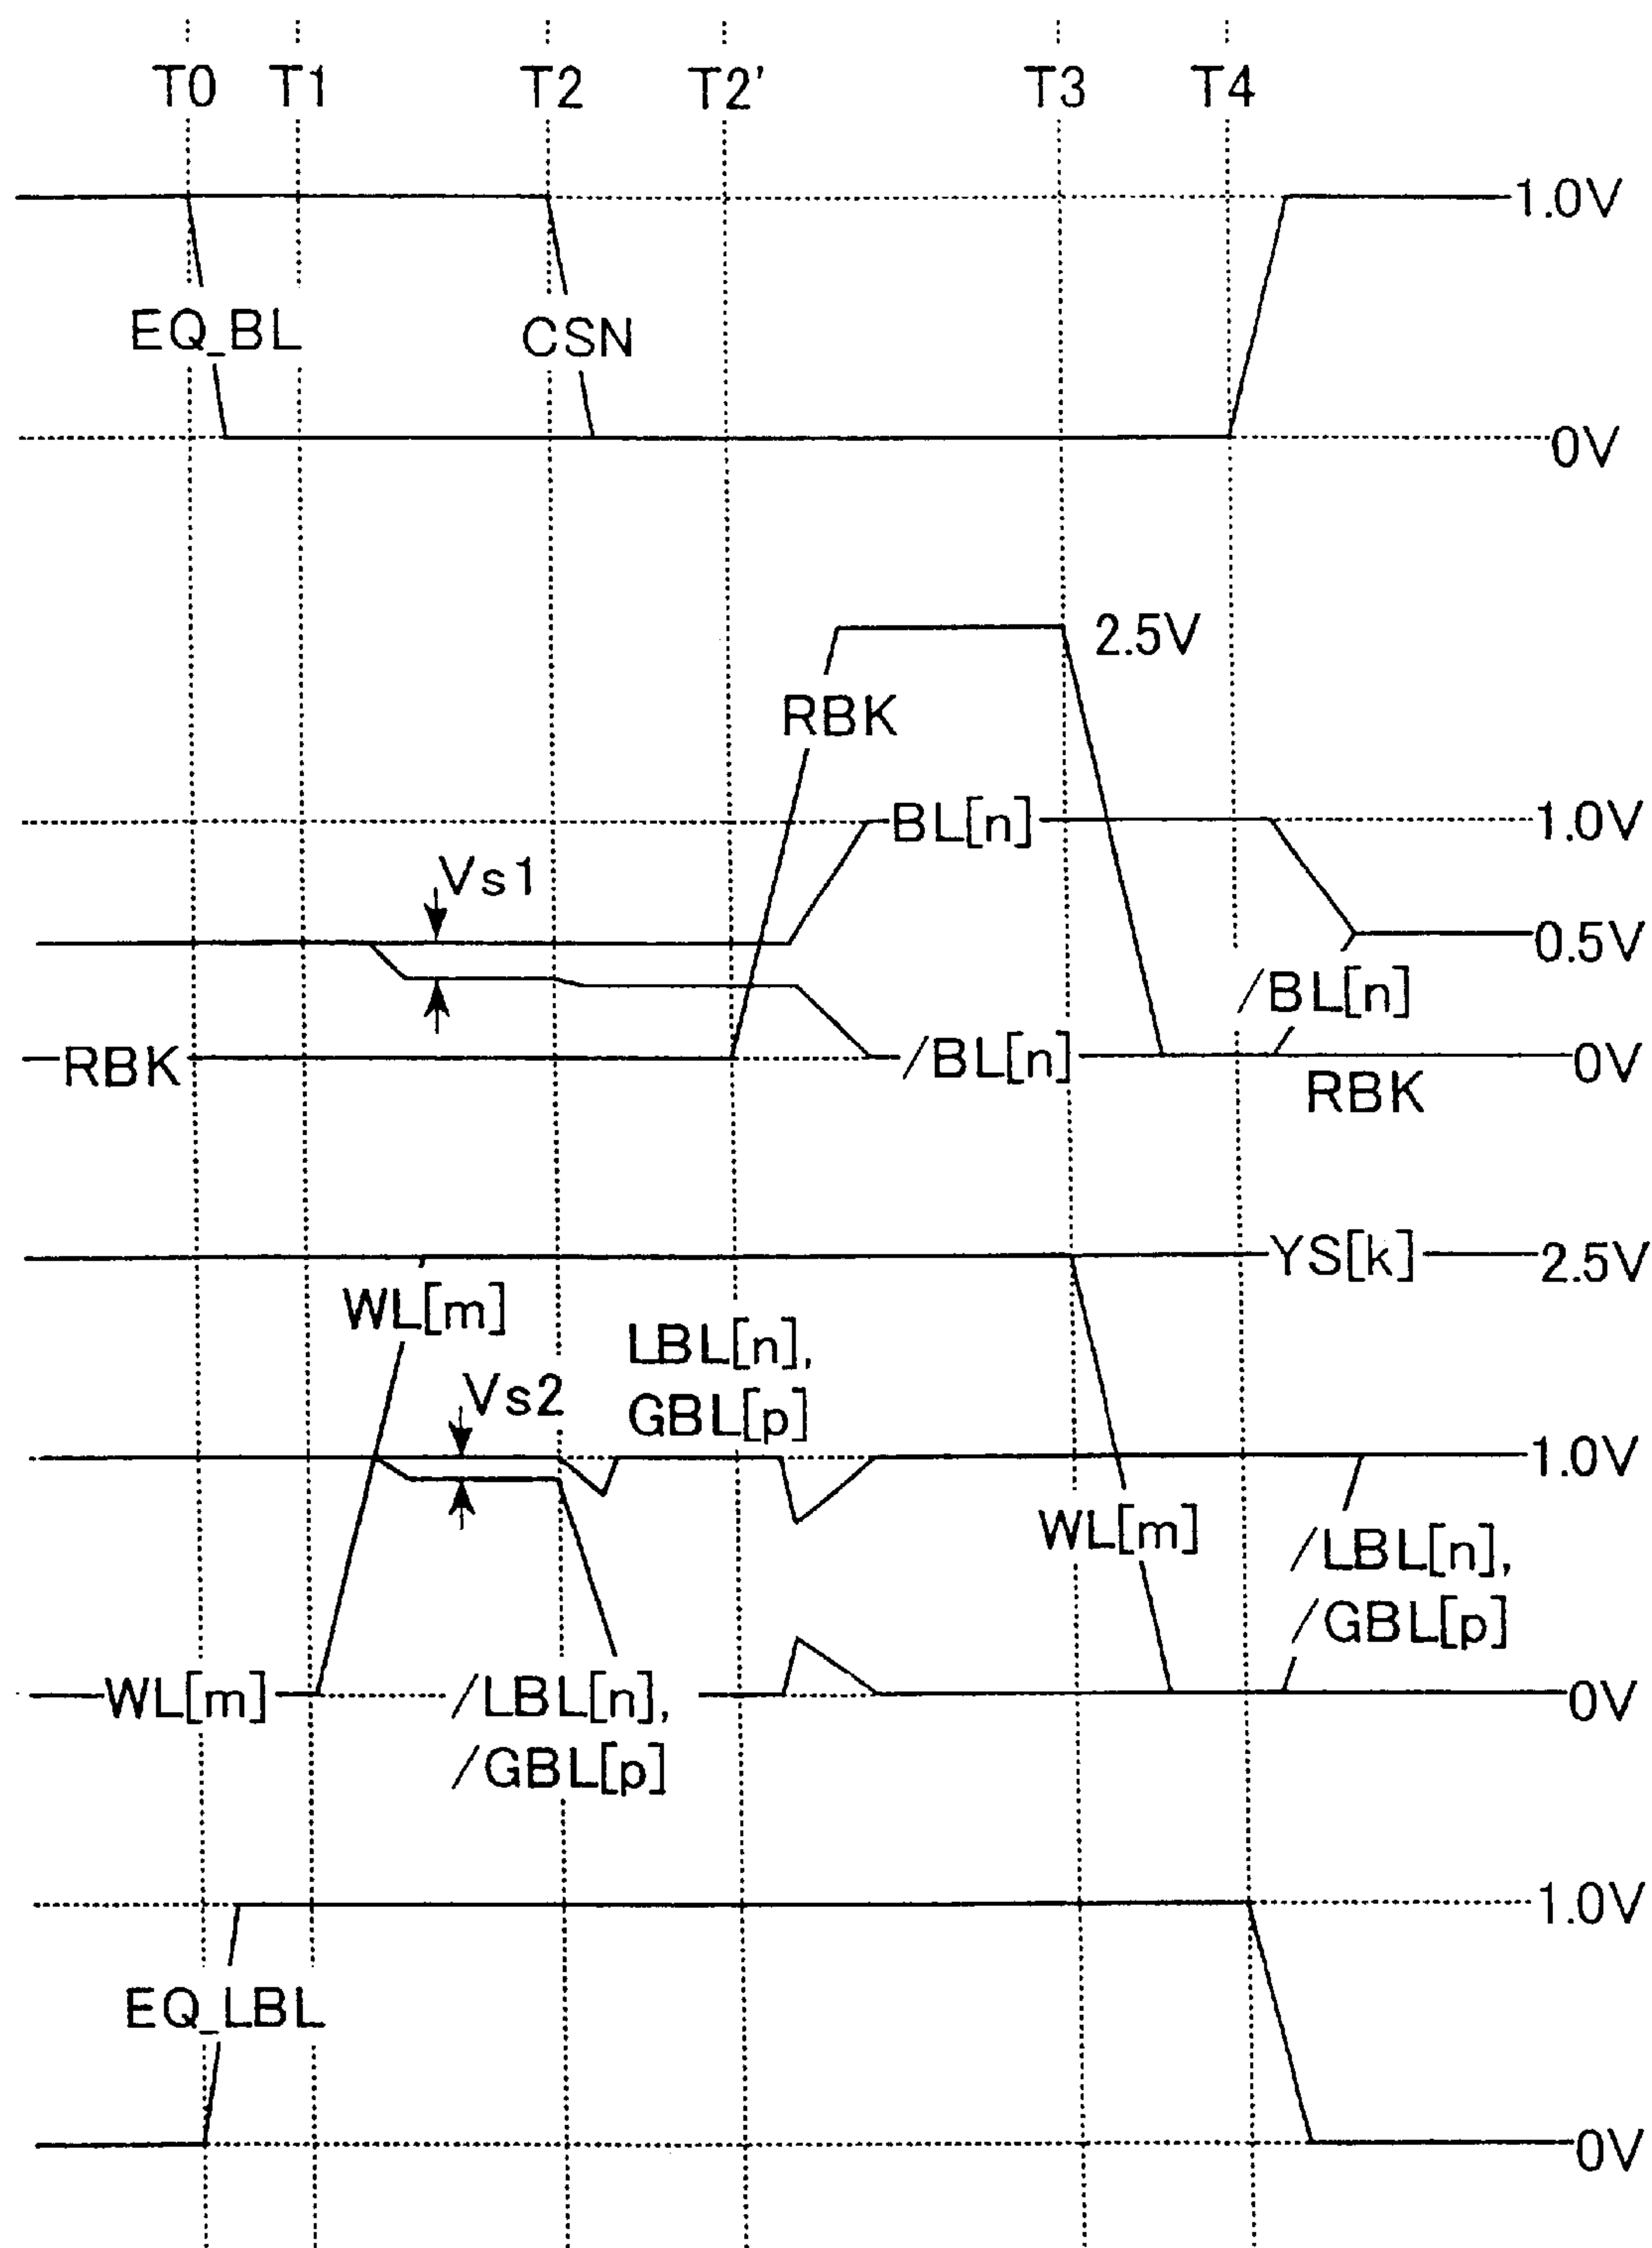 T0 T1 T2 T2' T3 T4
1.0V
EQ_BL CSN
0V
2.5V
RBK
BL[n] 1.0V
Vs1
0.5V
/BL[n]
RBK /BL[n] 0V
RBK
YS[k] 2.5V
WL[m]
LBL[n],
GBL[p]
Vs2
1.0V
WL[m]
/LBL[n],
/GBL[p]
WL[m] /LBL[n], 0V
/GBL[p]
1.0V
EQ_LBL
0V